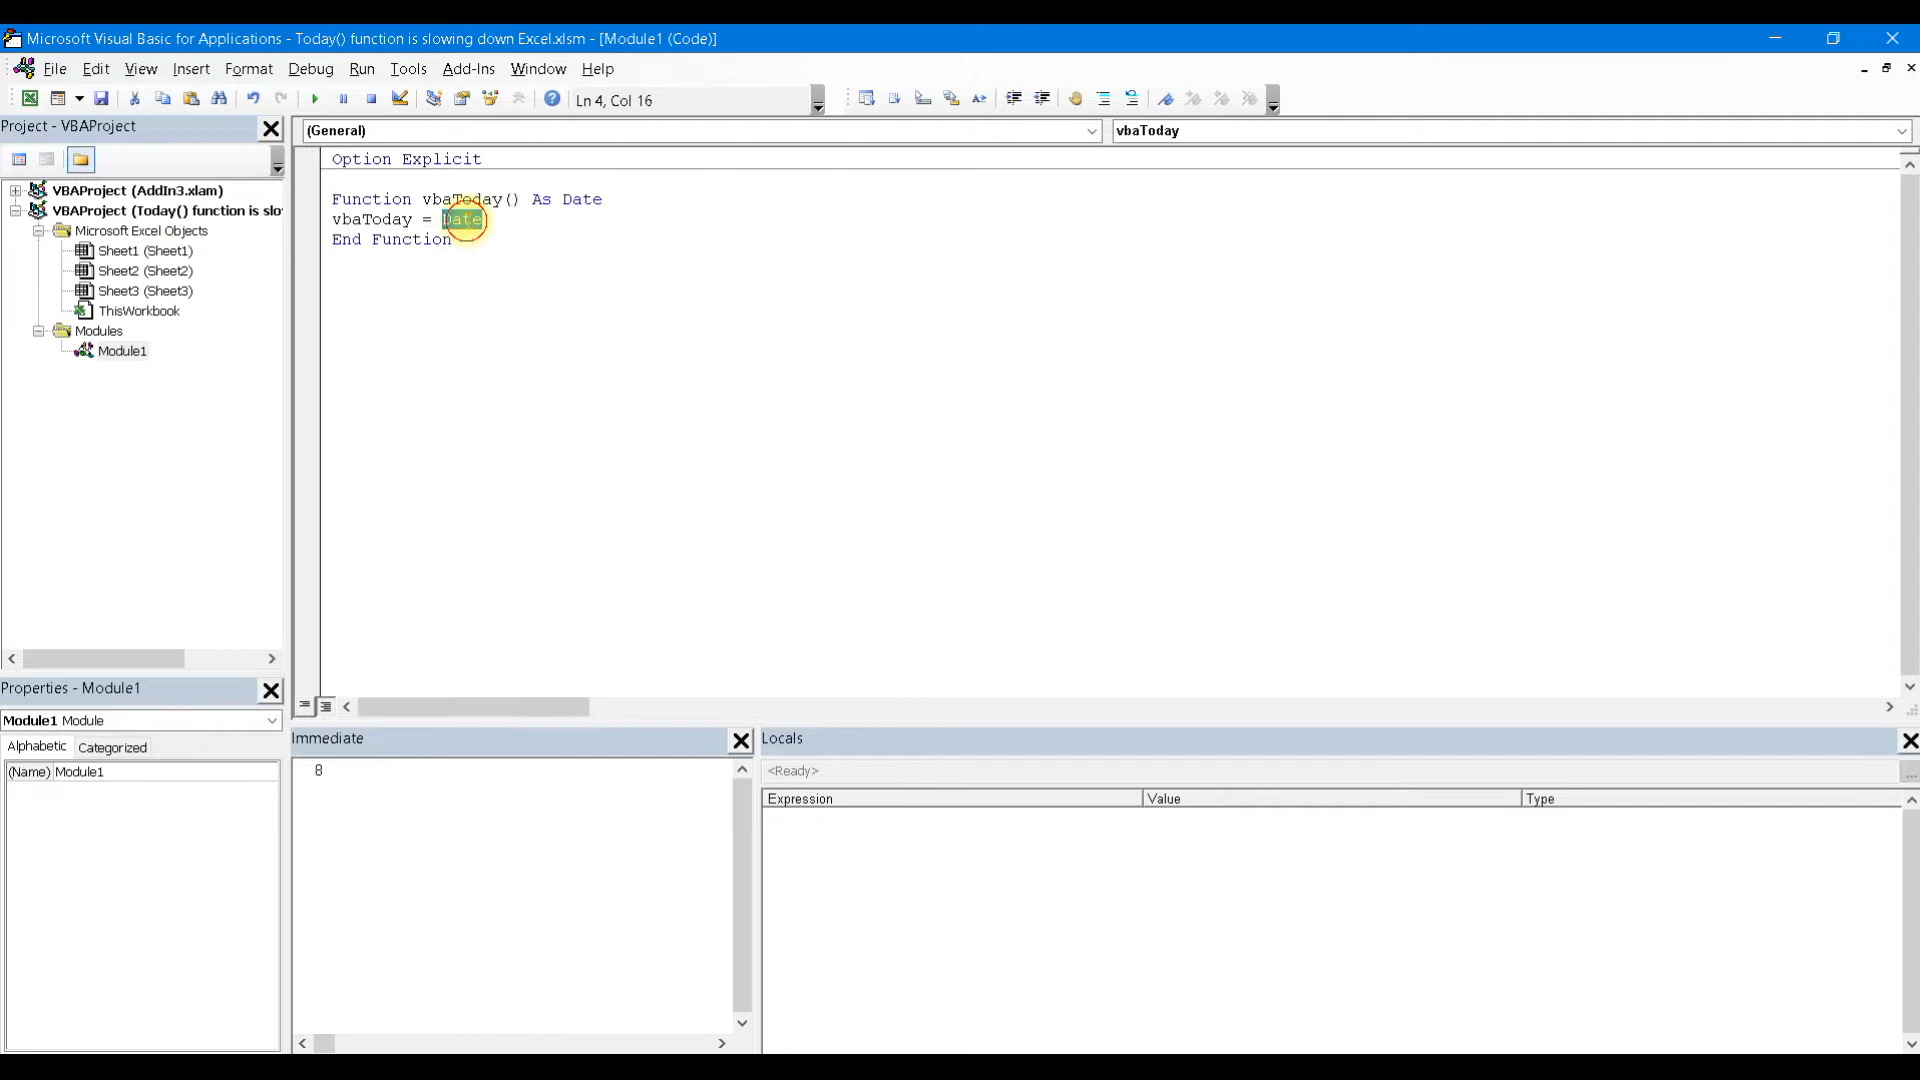 Microsoft Visual Basic for Applications - Today() function is slowing down Excel.xlsm - [Module1 (Code)]
File Edit View Insert Format Debug Run Tools Add-Ins Window Help
Ln 4, Col 16
Project - VBAProject
(General)
vbaToday
VBAProject (AddIn3.xlam)
VBAProject (Today() function is slo
Microsoft Excel Objects
Sheet1 (Sheet1)
Sheet2 (Sheet2)
Sheet3 (Sheet3)
ThisWorkbook
Modules
Module1
Option Explicit
Function vbaToday() As Date
vbaToday = Date
End Function
Properties - Module1
Module1 Module
Alphabetic Categorized
(Name) Module1
Immediate
8
Locals
<Ready>
Expression Value Type